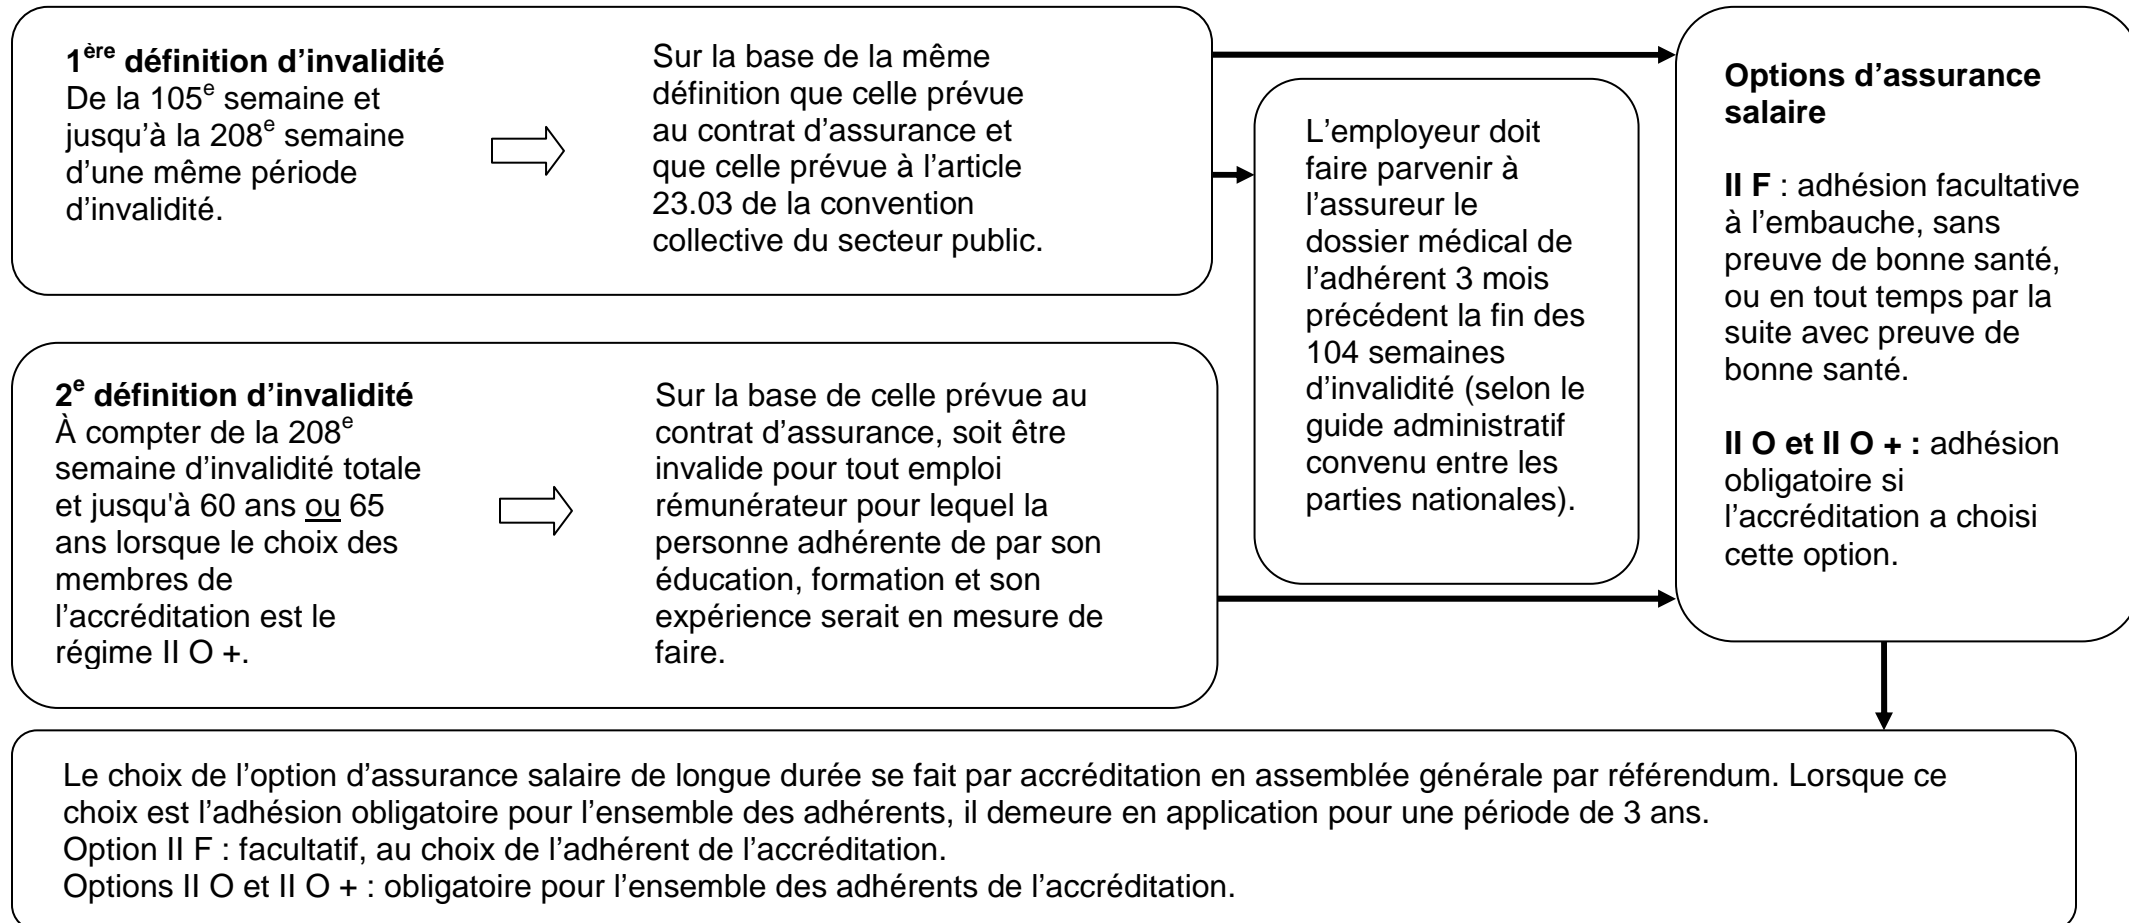 1ère définition d’invalidité
De la 105e semaine et
jusqu’à la 208e semaine
d’une même période
d’invalidité.
Sur la base de la même
définition que celle prévue
au contrat d’assurance et
que celle prévue à l’article
23.03 de la convention
collective du secteur public.
L’employeur doit
faire parvenir à
l’assureur le
dossier médical de
l’adhérent 3 mois
précédent la fin des
104 semaines
d’invalidité (selon le
guide administratif
convenu entre les
parties nationales).
Options d’assurance
salaire
II F : adhésion facultative
à l’embauche, sans
preuve de bonne santé,
ou en tout temps par la
suite avec preuve de
bonne santé.
II O et II O + : adhésion
obligatoire si
l’accréditation a choisi
cette option.
2e définition d’invalidité
À compter de la 208e
semaine d’invalidité totale
et jusqu'à 60 ans ou 65
ans lorsque le choix des
membres de
l’accréditation est le
régime II O +.
Sur la base de celle prévue au
contrat d’assurance, soit être
invalide pour tout emploi
rémunérateur pour lequel la
personne adhérente de par son
éducation, formation et son
expérience serait en mesure de
faire.
Le choix de l’option d’assurance salaire de longue durée se fait par accréditation en assemblée générale par référendum. Lorsque ce
choix est l’adhésion obligatoire pour l’ensemble des adhérents, il demeure en application pour une période de 3 ans.
Option II F : facultatif, au choix de l’adhérent de l’accréditation.
Options II O et II O + : obligatoire pour l’ensemble des adhérents de l’accréditation.